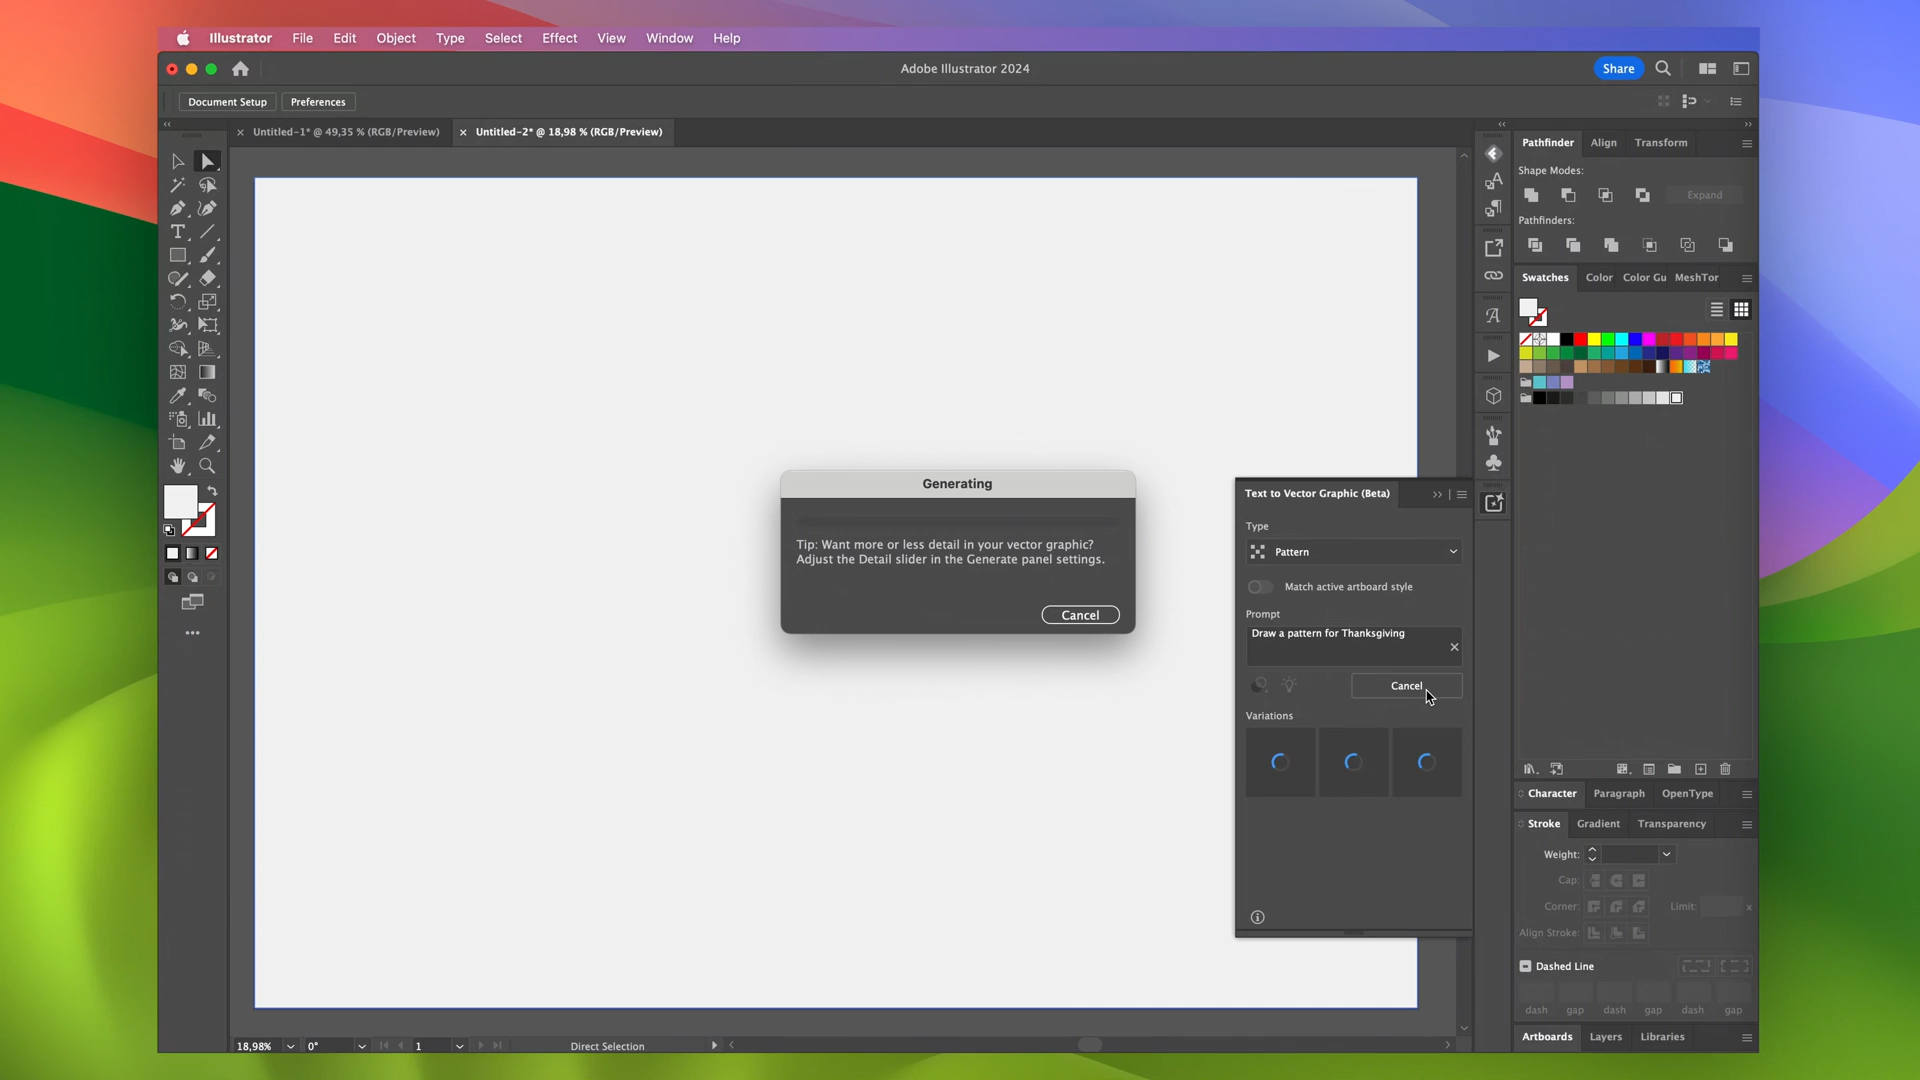 Illustrator File Edit Object Type Select Effect View Window Help
Adobe Illustrator 2024
Share
Document Setup Preferences
Untitled-1* @ 49,35 % (RGB/Preview) Untitled-2* @ 18,98 % (RGB/Preview)
Pathfinder Align Transform
Shape Modes:
Expand
Pathfinders:
Swatches Color Color Gu MeshTor
Generating
Tip: Want more or less detail in your vector graphic?
Adjust the Detail slider in the Generate panel settings.
Cancel
Text to Vector Graphic (Beta)
Type
Pattern
Match active artboard style
Prompt
Draw a pattern for Thanksgiving
Cancel
Variations
Character Paragraph OpenType
Stroke Gradient Transparency
Weight:
Cap:
Corner: Limit: x
Align Stroke:
Dashed Line
dash gap dash gap dash gap
Artboards Layers Libraries
18,98% 0° 1 Direct Selection